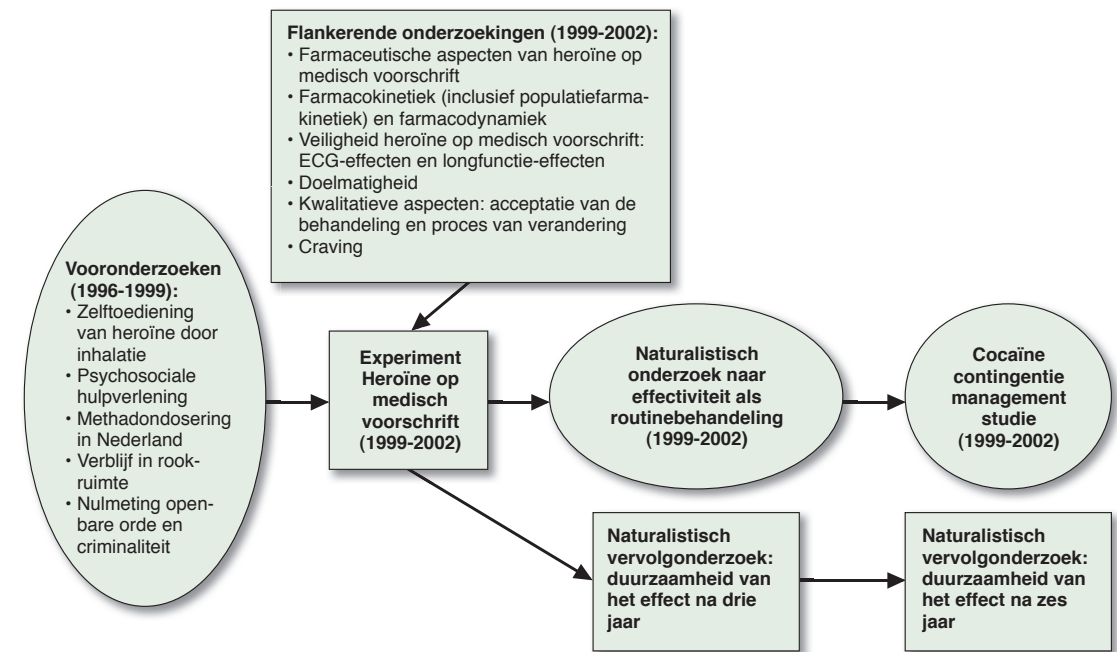 Flankerende onderzoekingen (1999-2002):
• Farmaceutische aspecten van heroïne op
medisch voorschrift
• Farmacokinetiek (inclusief populatiefarma-
kinetiek) en farmacodynamiek
• Veiligheid heroïne op medisch voorschrift:
ECG-effecten en longfunctie-effecten
• Doelmatigheid
• Kwalitatieve aspecten: acceptatie van de
behandeling en proces van verandering
• Craving
Vooronderzoeken
(1996-1999):
• Zelftoediening
van heroïne door
inhalatie
• Psychosociale
hulpverlening
• Methadondosering
in Nederland
• Verblijf in rook-
ruimte
• Nulmeting open-
bare orde en
criminaliteit
Experiment
Heroïne op
medisch
voorschrift
(1999-2002)
Naturalistisch
onderzoek naar
effectiviteit als
routinebehandeling
(1999-2002)
Cocaïne
contingentie
management
studie
(1999-2002)
Naturalistisch
vervolgonderzoek:
duurzaamheid van
het effect na drie
jaar
Naturalistisch
vervolgonderzoek:
duurzaamheid van
het effect na zes
jaar